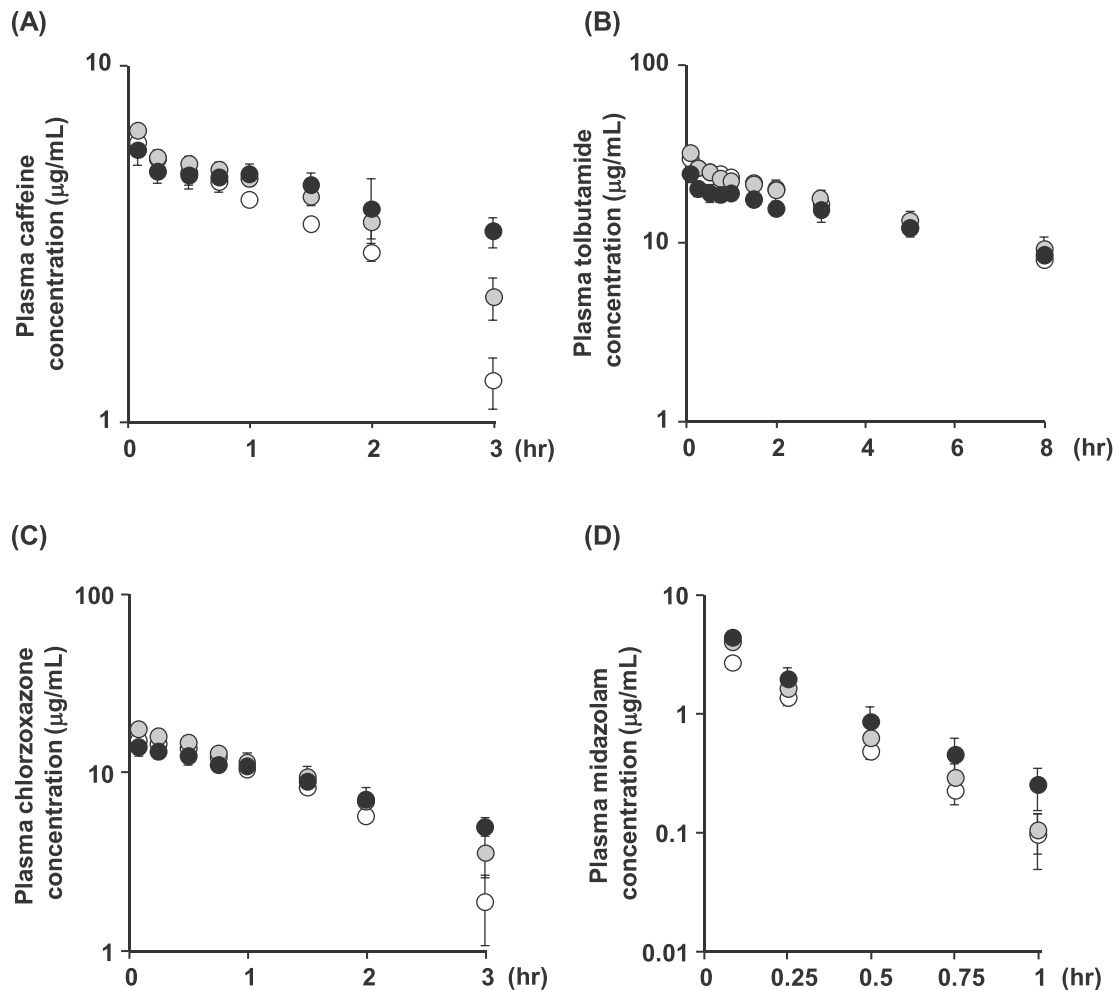 (A)
10
1
0 1 2 3 (hr)
Plasma caffeine
concentration (μg/mL)
(B)
100
10
1
0 2 4 6 8 (hr)
Plasma tolbutamide
concentration (μg/mL)
(C)
100
10
1
0 1 2 3 (hr)
Plasma chlorzoxazone
concentration (μg/mL)
(D)
10
1
0.1
0.01
0 0.25 0.5 0.75 1 (hr)
Plasma midazolam
concentration (μg/mL)